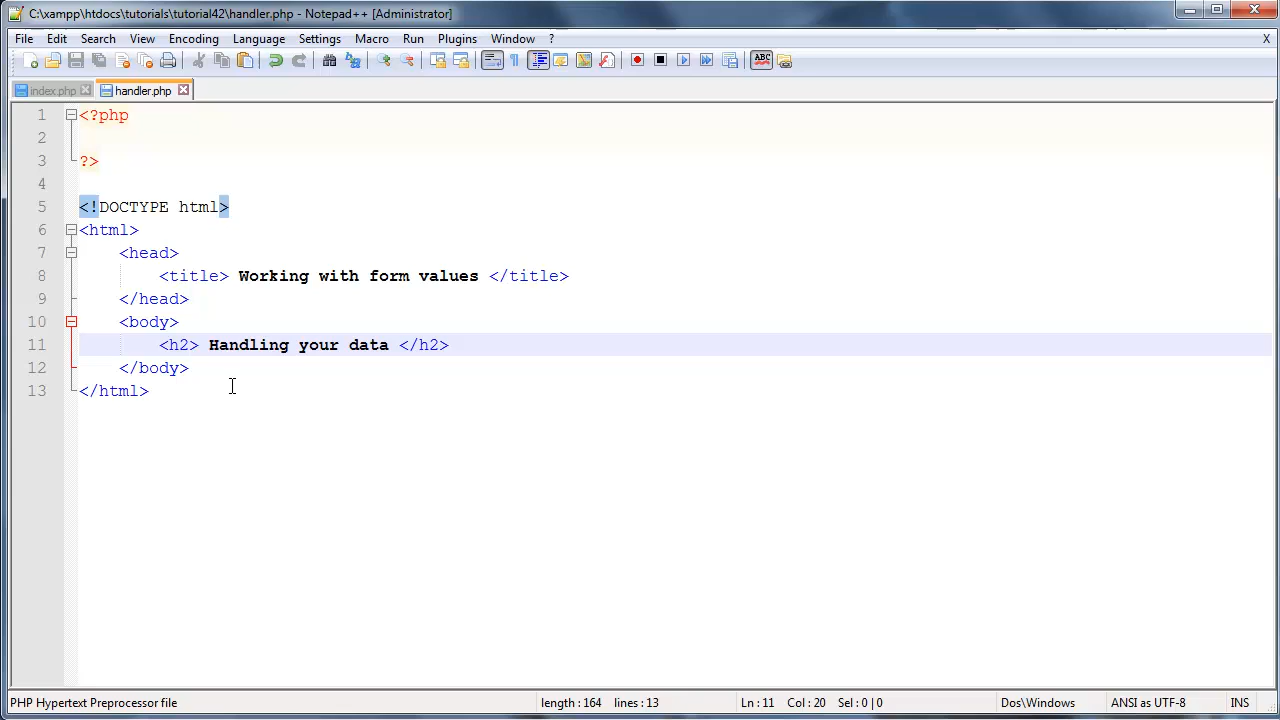 C:\xampp\htdocs\tutorials\tutorial42\handler.php - Notepad++ [Administrator]
File Edit Search View Encoding Language Settings Macro Run Plugins Window ? X
ABC
index.php handler.php
1 <?php
2
3 ?>
4
5 <!DOCTYPE html>
6 <html>
7 <head>
8 <title> Working with form values </title>
9 </head>
10 <body>
11 <h2> Handling your data </h2>
12 </body>
13 </html>
PHP Hypertext Preprocessor file length : 164 lines : 13 Ln : 11 Col : 20 Sel : 0 | 0 Dos\Windows ANSI as UTF-8 INS